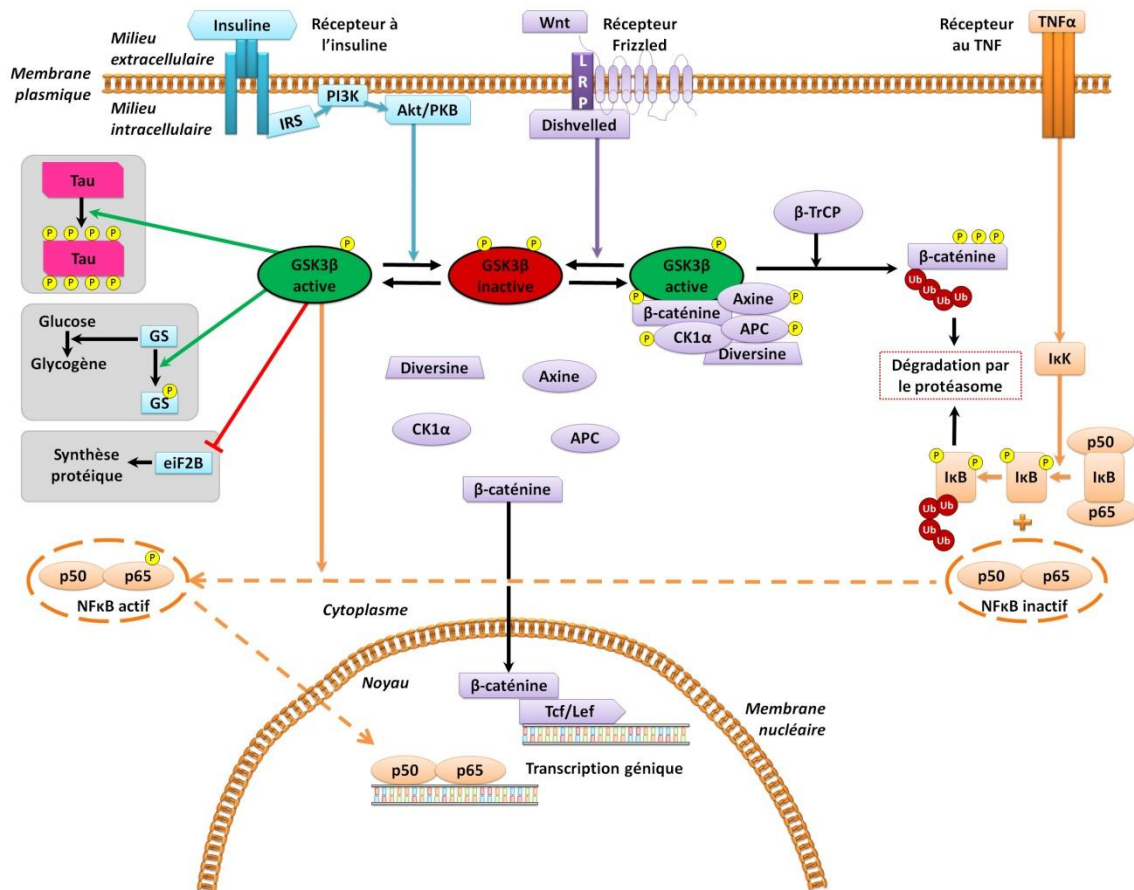 Insuline
Récepteur à
l'insuline
Wnt
Récepteur
Frizzled
Récepteur
au TNF
TNFα
Milieu
extracellulaire
Membrane
plasmique
Milieu
intracellulaire
L
R
P
IRS
PI3K
Akt/PKB
Dishvelled
Tau
P P P P
Tau
P P P P
P
GSK3β
active
P P
GSK3β
inactive
P
GSK3β
active
β-TrCP
P P P
β-caténine
Ub Ub Ub Ub
P
β-caténine
Axine
P
P
CK1α
APC
P
Diversine
Glucose
Glycogène
GS
P
GS
Diversine
Axine
CK1α
APC
Dégradation par
le protéasome
IκK
Synthèse
protéique
eiF2B
P P
IκB
Ub Ub
Ub
Ub
P P
IκB
p50
IκB
p65
+
β-caténine
P
p50
p65
NFκB actif
p50
p65
NFκB inactif
Cytoplasme
Noyau
β-caténine
Tcf/Lef
Membrane
nucléaire
p50
p65
Transcription génique